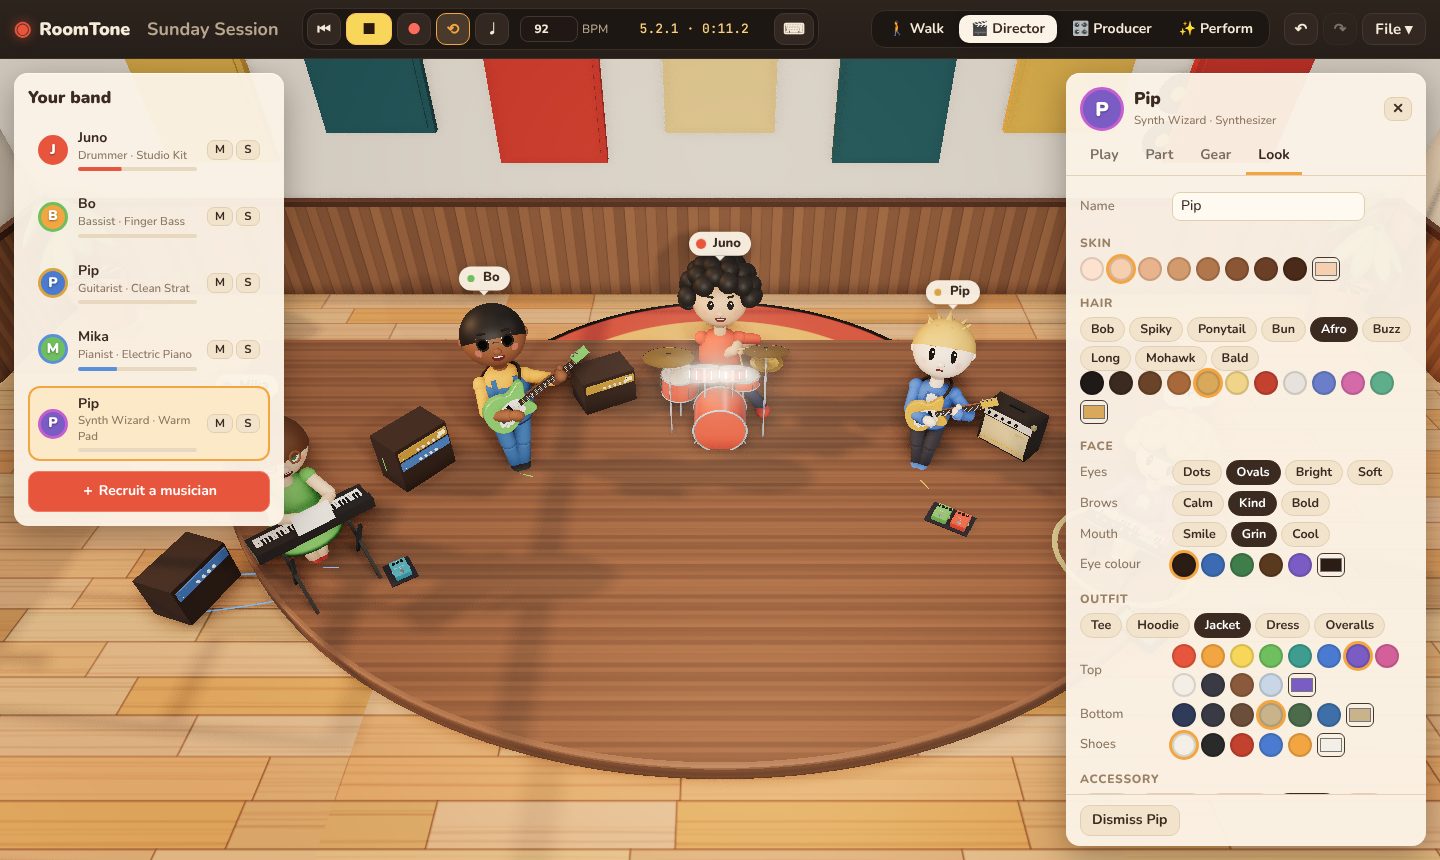 RoomTone Sunday Session
92 BPM 5.2.1 · 0:11.2
Walk Director Producer Perform File ▾
Your band
J Juno
Drummer · Studio Kit M S
B Bo
Bassist · Finger Bass M S
P Pip
Guitarist · Clean Strat M S
M Mika
Pianist · Electric Piano M S
P Pip
Synth Wizard · Warm Pad M S
+ Recruit a musician
Juno
Bo
Pip
P Pip
Synth Wizard · Synthesizer
Play Part Gear Look
Name Pip
SKIN
HAIR
Bob Spiky Ponytail Bun Afro Buzz
Long Mohawk Bald
FACE
Eyes Dots Ovals Bright Soft
Brows Calm Kind Bold
Mouth Smile Grin Cool
Eye colour
OUTFIT
Tee Hoodie Jacket Dress Overalls
Top
Bottom
Shoes
ACCESSORY
Dismiss Pip